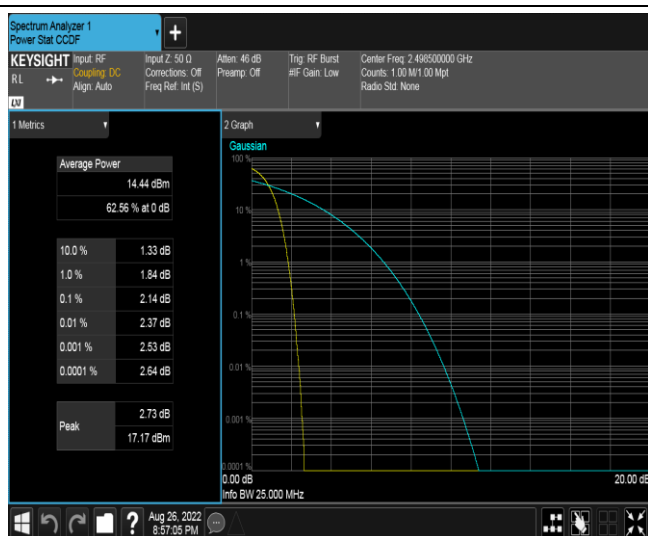 Spectrum Analyzer 1
Power Stat CCDF
+
KEYSIGHT
RL
LXI
Input: RF
Coupling: DC
Align: Auto
Input Z: 50 Ω
Corrections: Off
Freq Ref: Int (S)
Atten: 46 dB
Preamp: Off
Trig: RF Burst
#IF Gain: Low
Center Freq: 2.496500000 GHz
Counts: 1.00 M/1.00 Mpt
Radio Std: None
1 Metrics
Average Power
14.44 dBm
62.56 % at 0 dB
10.0 % 1.33 dB
1.0 % 1.84 dB
0.1 % 2.14 dB
0.01 % 2.37 dB
0.001 % 2.53 dB
0.0001 % 2.64 dB
Peak
2.73 dB
17.17 dBm
2 Graph
Gaussian
100 %
10 %
1 %
0.1 %
0.01 %
0.001 %
0.0001 %
0.00 dB
20.00 dB
Info BW 25.000 MHz
?
Aug 26, 2022
8:57:05 PM